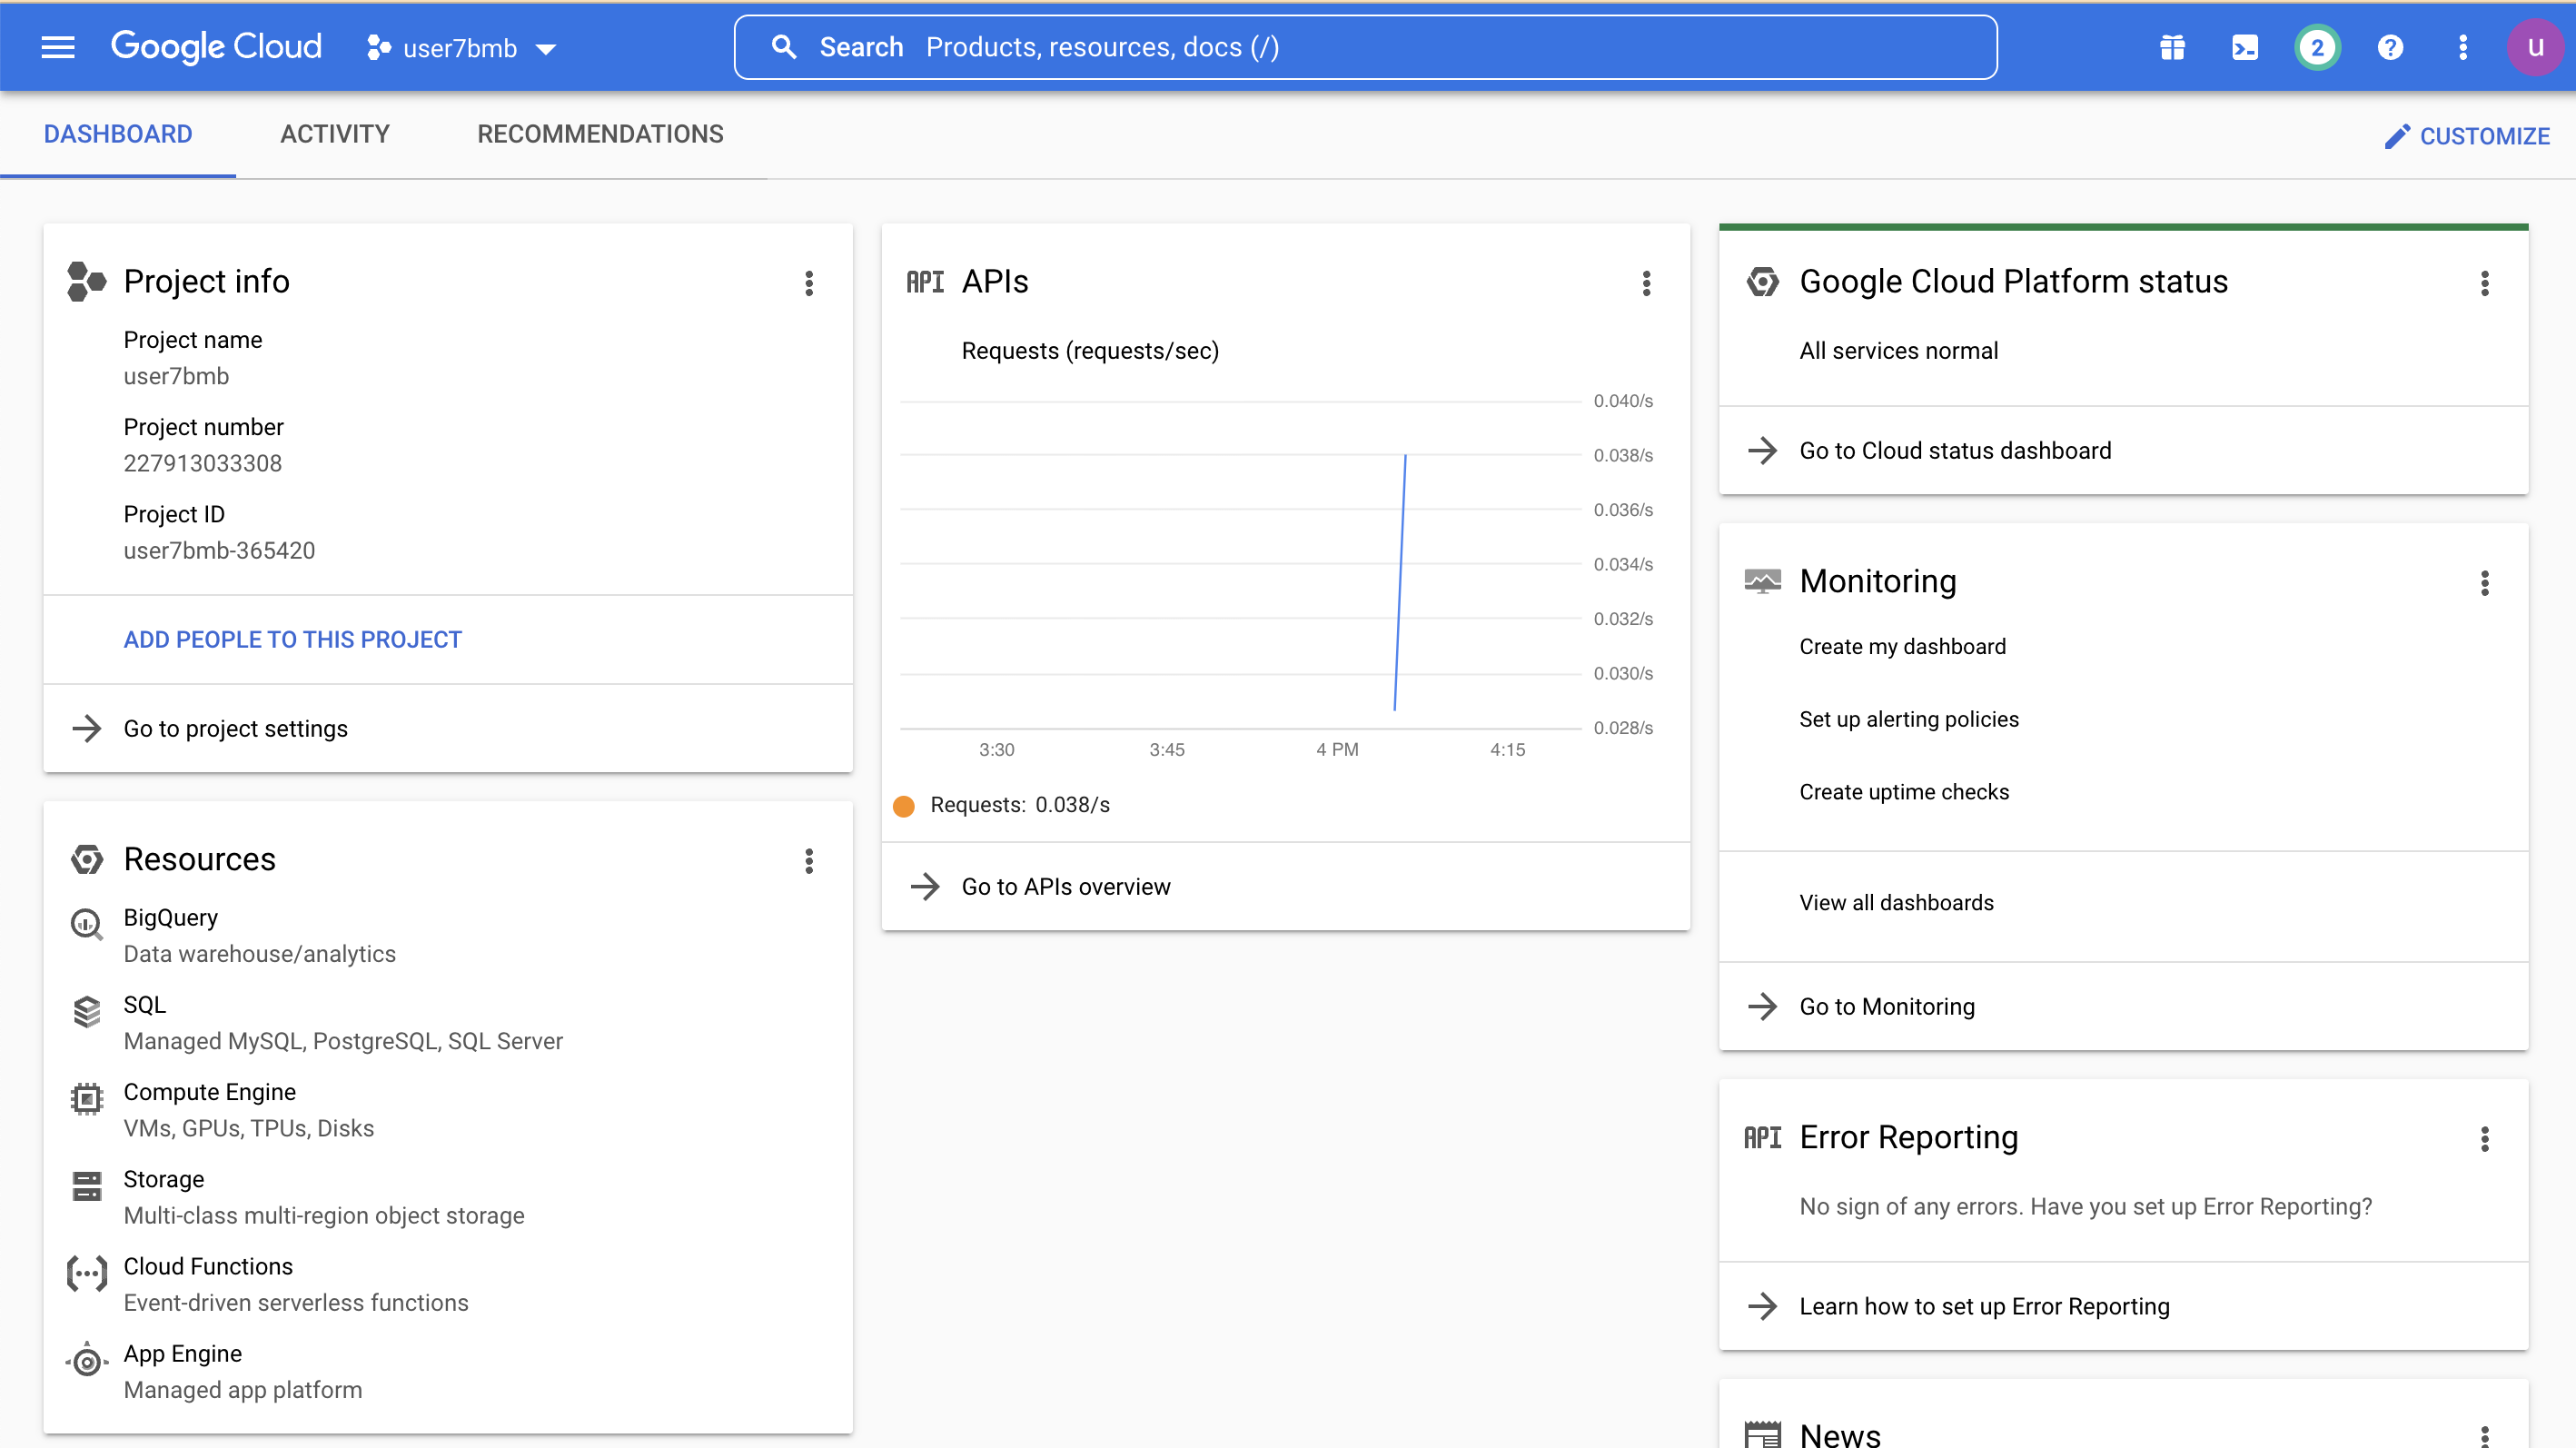 Google Cloud
user7bmb
Search Products, resources, docs (/)
2
?
u
DASHBOARD
ACTIVITY
RECOMMENDATIONS
CUSTOMIZE
Project info
Project name
user7bmb
Project number
227913033308
Project ID
user7bmb-365420
ADD PEOPLE TO THIS PROJECT
Go to project settings
Resources
BigQuery
Data warehouse/analytics
SQL
Managed MySQL, PostgreSQL, SQL Server
Compute Engine
VMs, GPUs, TPUs, Disks
Storage
Multi-class multi-region object storage
Cloud Functions
Event-driven serverless functions
App Engine
Managed app platform
API APIs
Requests (requests/sec)
0.040/s
0.038/s
0.036/s
0.034/s
0.032/s
0.030/s
0.028/s
3:30 3:45 4 PM 4:15
Requests: 0.038/s
Go to APIs overview
Google Cloud Platform status
All services normal
Go to Cloud status dashboard
Monitoring
Create my dashboard
Set up alerting policies
Create uptime checks
View all dashboards
Go to Monitoring
API Error Reporting
No sign of any errors. Have you set up Error Reporting?
Learn how to set up Error Reporting
News